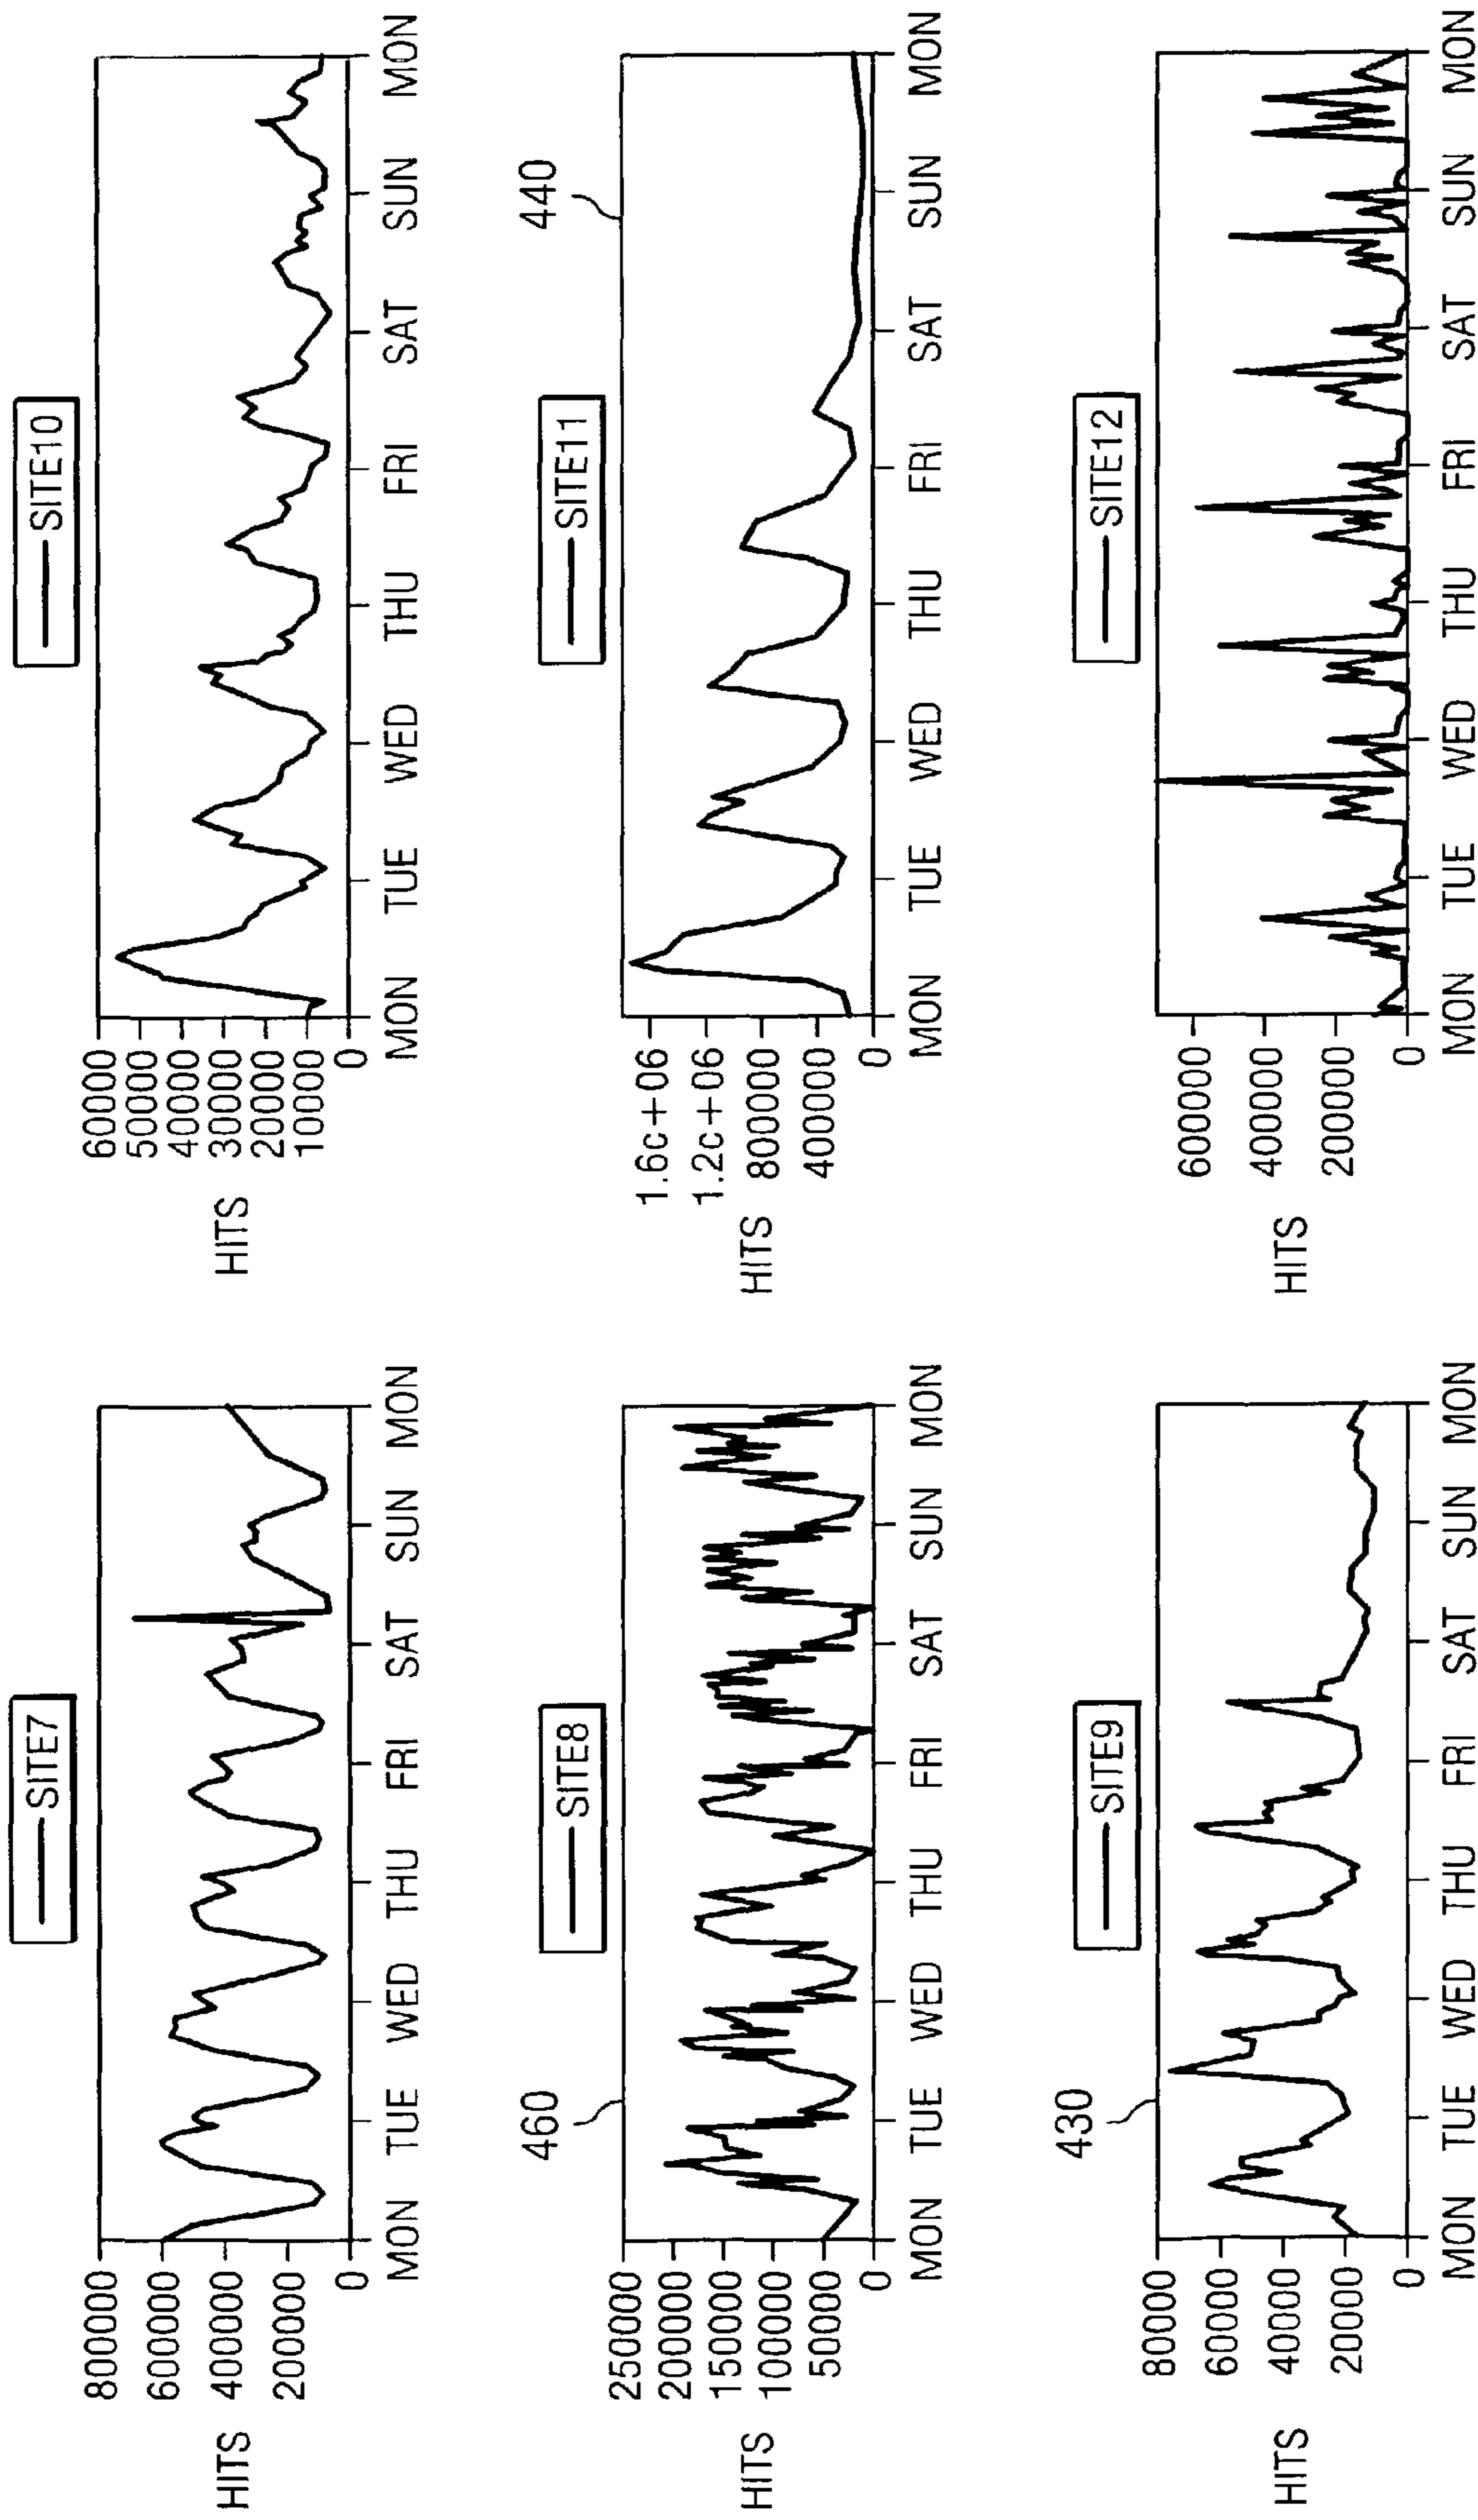 SITE7
HITS
800000
600000
400000
200000
0
MON TUE WED THU FRI SAT SUN MON
SITE10
HITS
60000
50000
40000
30000
20000
10000
0
MON TUE WED THU FRI SAT SUN MON
460
SITE8
HITS
250000
200000
150000
100000
50000
0
MON TUE WED THU FRI SAT SUN MON
440
SITE11
HITS
1.6c+06
1.2c+06
800000
400000
0
MON TUE WED THU FRI SAT SUN MON
430
SITE9
HITS
80000
60000
40000
20000
0
MON TUE WED THU FRI SAT SUN MON
SITE12
HITS
600000
400000
200000
0
MON TUE WED THU FRI SAT SUN MON